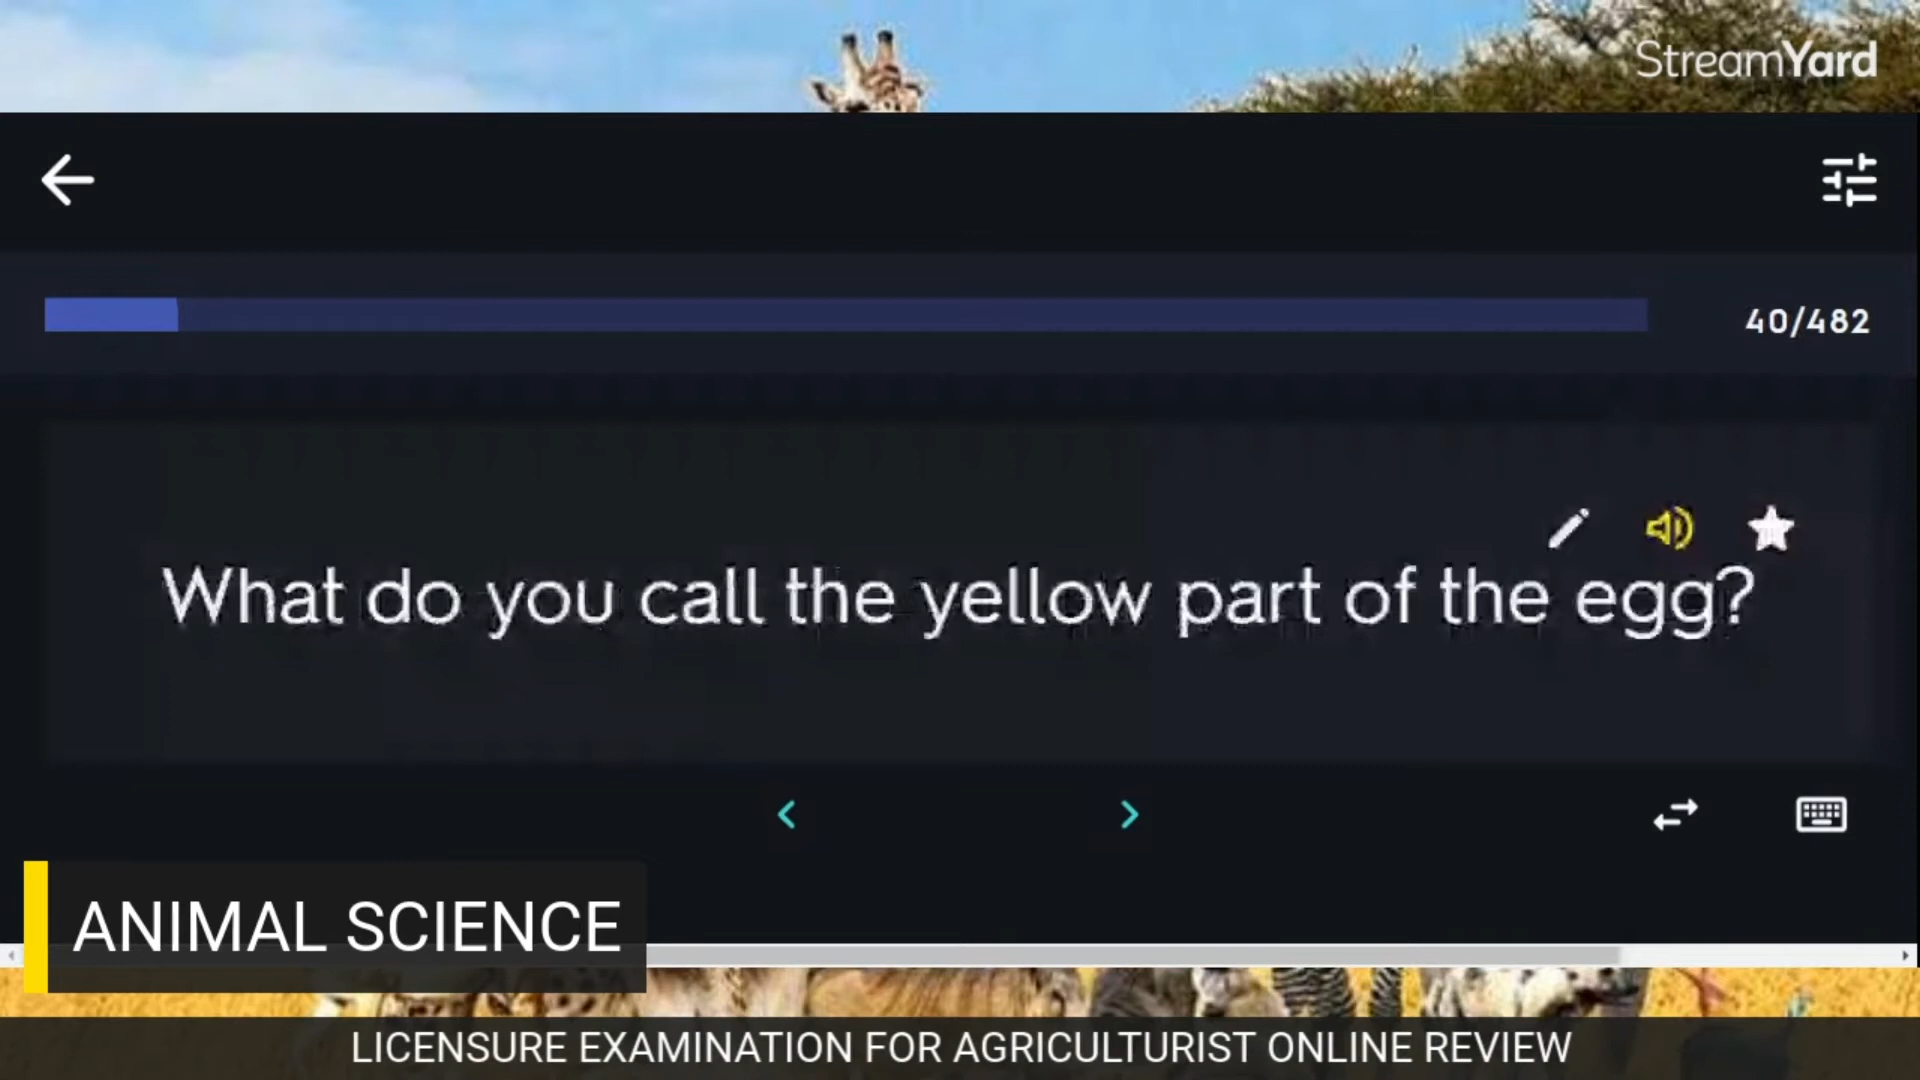 StreamYard
40/482
What do you call the yellow part of the egg?
ANIMAL SCIENCE
LICENSURE EXAMINATION FOR AGRICULTURIST ONLINE REVIEW